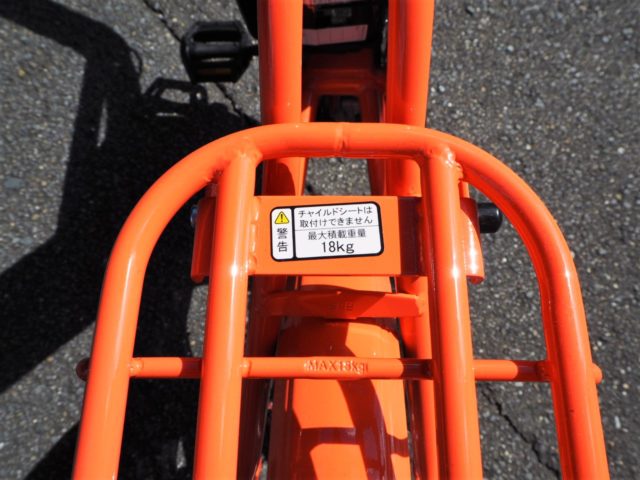 警告
チャイルドシートは
取付けできません
最大積載重量
18kg
MAX18kg